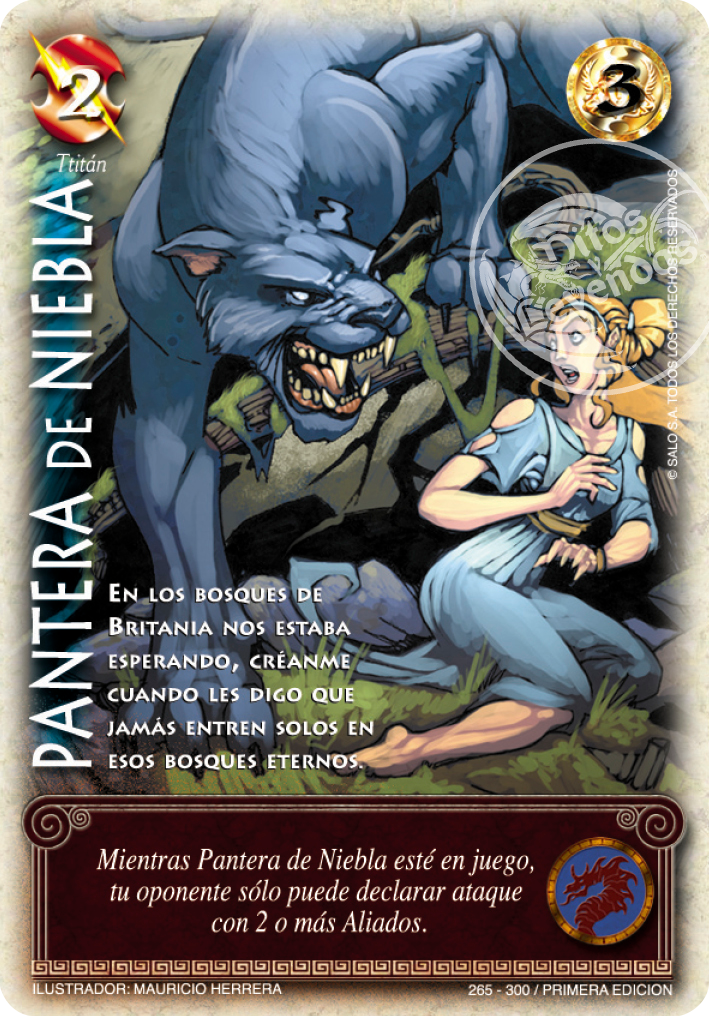 2
3
Ttitán
PANTERA DE NIEBLA
Mitos y Leyendas
© SALO S.A. TODOS LOS DERECHOS RESERVADOS
EN LOS BOSQUES DE
BRITANIA NOS ESTABA
ESPERANDO, CRÉANME
CUANDO LES DIGO QUE
JAMÁS ENTREN SOLOS EN
ESOS BOSQUES ETERNOS.
Mientras Pantera de Niebla esté en juego,
tu oponente sólo puede declarar ataque
con 2 o más Aliados.
ILUSTRADOR: MAURICIO HERRERA
265 - 300 / PRIMERA EDICION